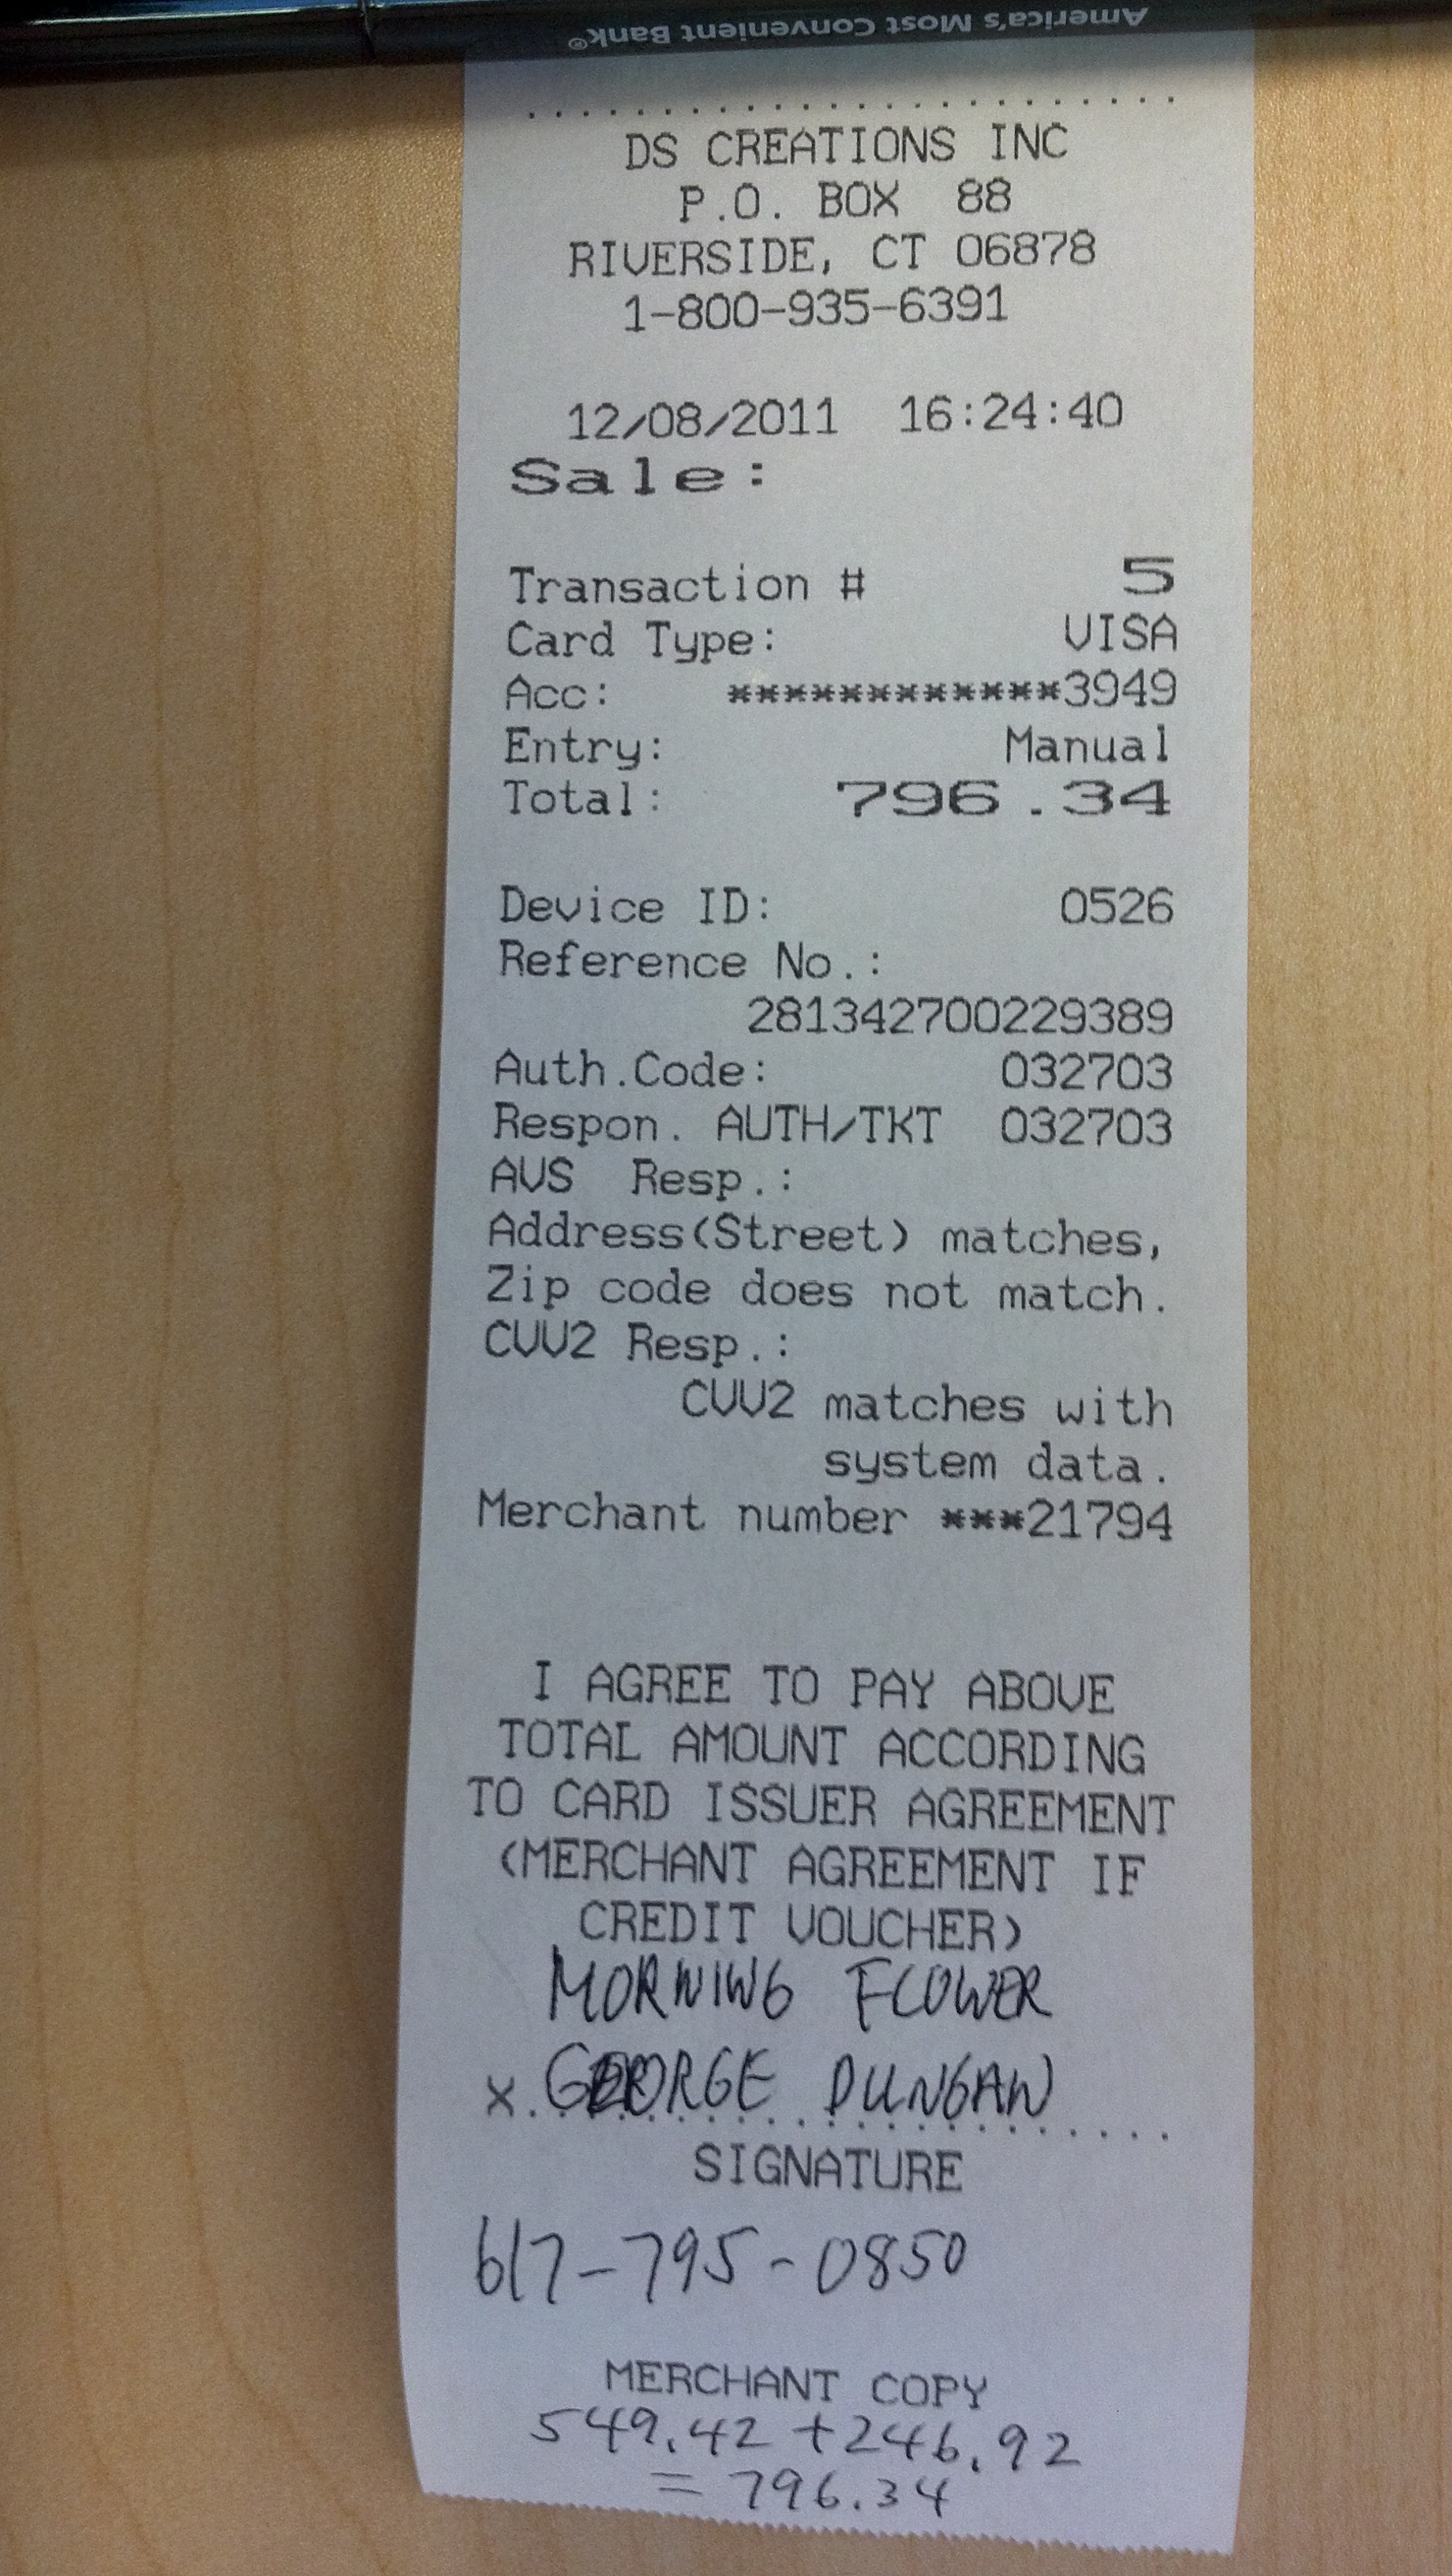 America's Most Convenient Bank®
........................
DS CREATIONS INC
P.O. BOX 88
RIVERSIDE, CT 06878
1-800-935-6391
12/08/2011 16:24:40
Sale:
Transaction # 5
Card Type: VISA
Acc: ************3949
Entry: Manual
Total: 796.34
Device ID: 0526
Reference No.:
281342700229389
Auth.Code: 032703
Respon. AUTH/TKT 032703
AVS Resp.:
Address(Street) matches,
Zip code does not match.
CVV2 Resp.:
CVV2 matches with
system data.
Merchant number ***21794
I AGREE TO PAY ABOVE
TOTAL AMOUNT ACCORDING
TO CARD ISSUER AGREEMENT
(MERCHANT AGREEMENT IF
CREDIT VOUCHER)
MORNING FLOWER
x GEORGE DUNGAN
SIGNATURE
617-795-0850
MERCHANT COPY
549.42 + 246.92
= 796.34